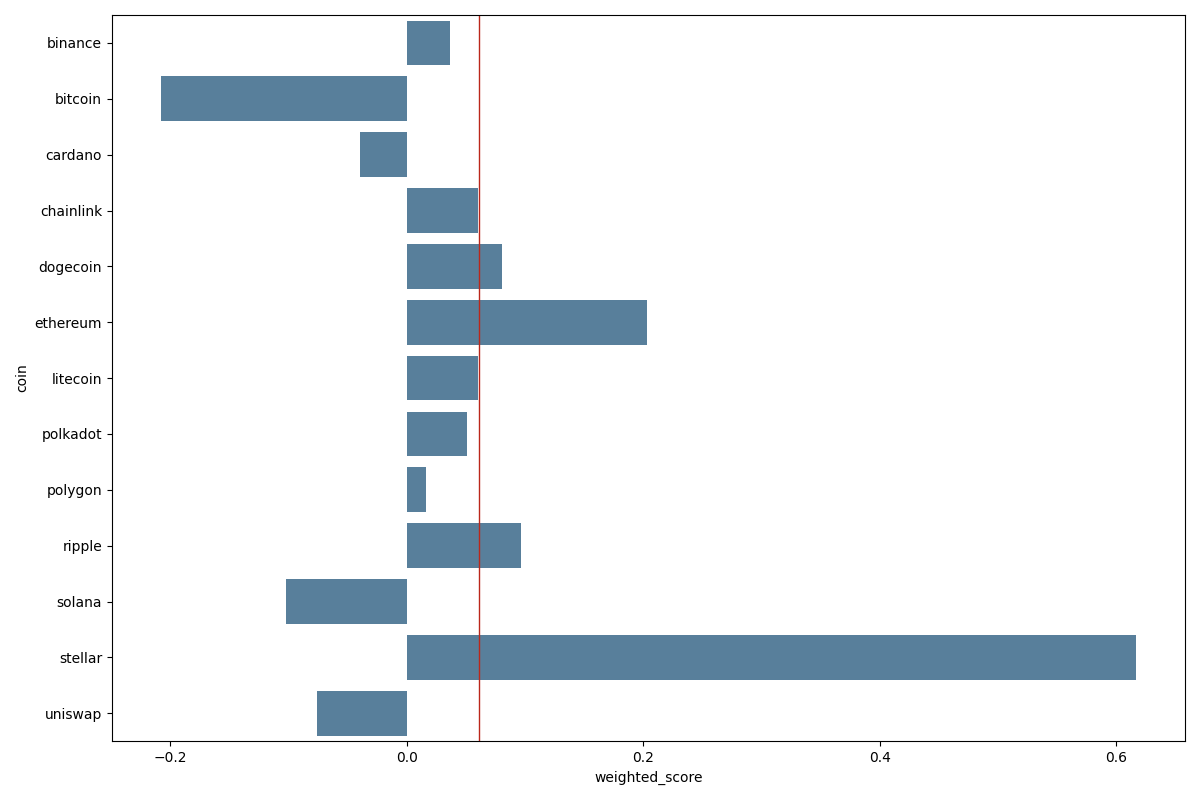 binance
bitcoin
cardano
chainlink
dogecoin
ethereum
litecoin
polkadot
polygon
ripple
solana
stellar
uniswap
coin
−0.2 0.0 0.2 0.4 0.6
weighted_score